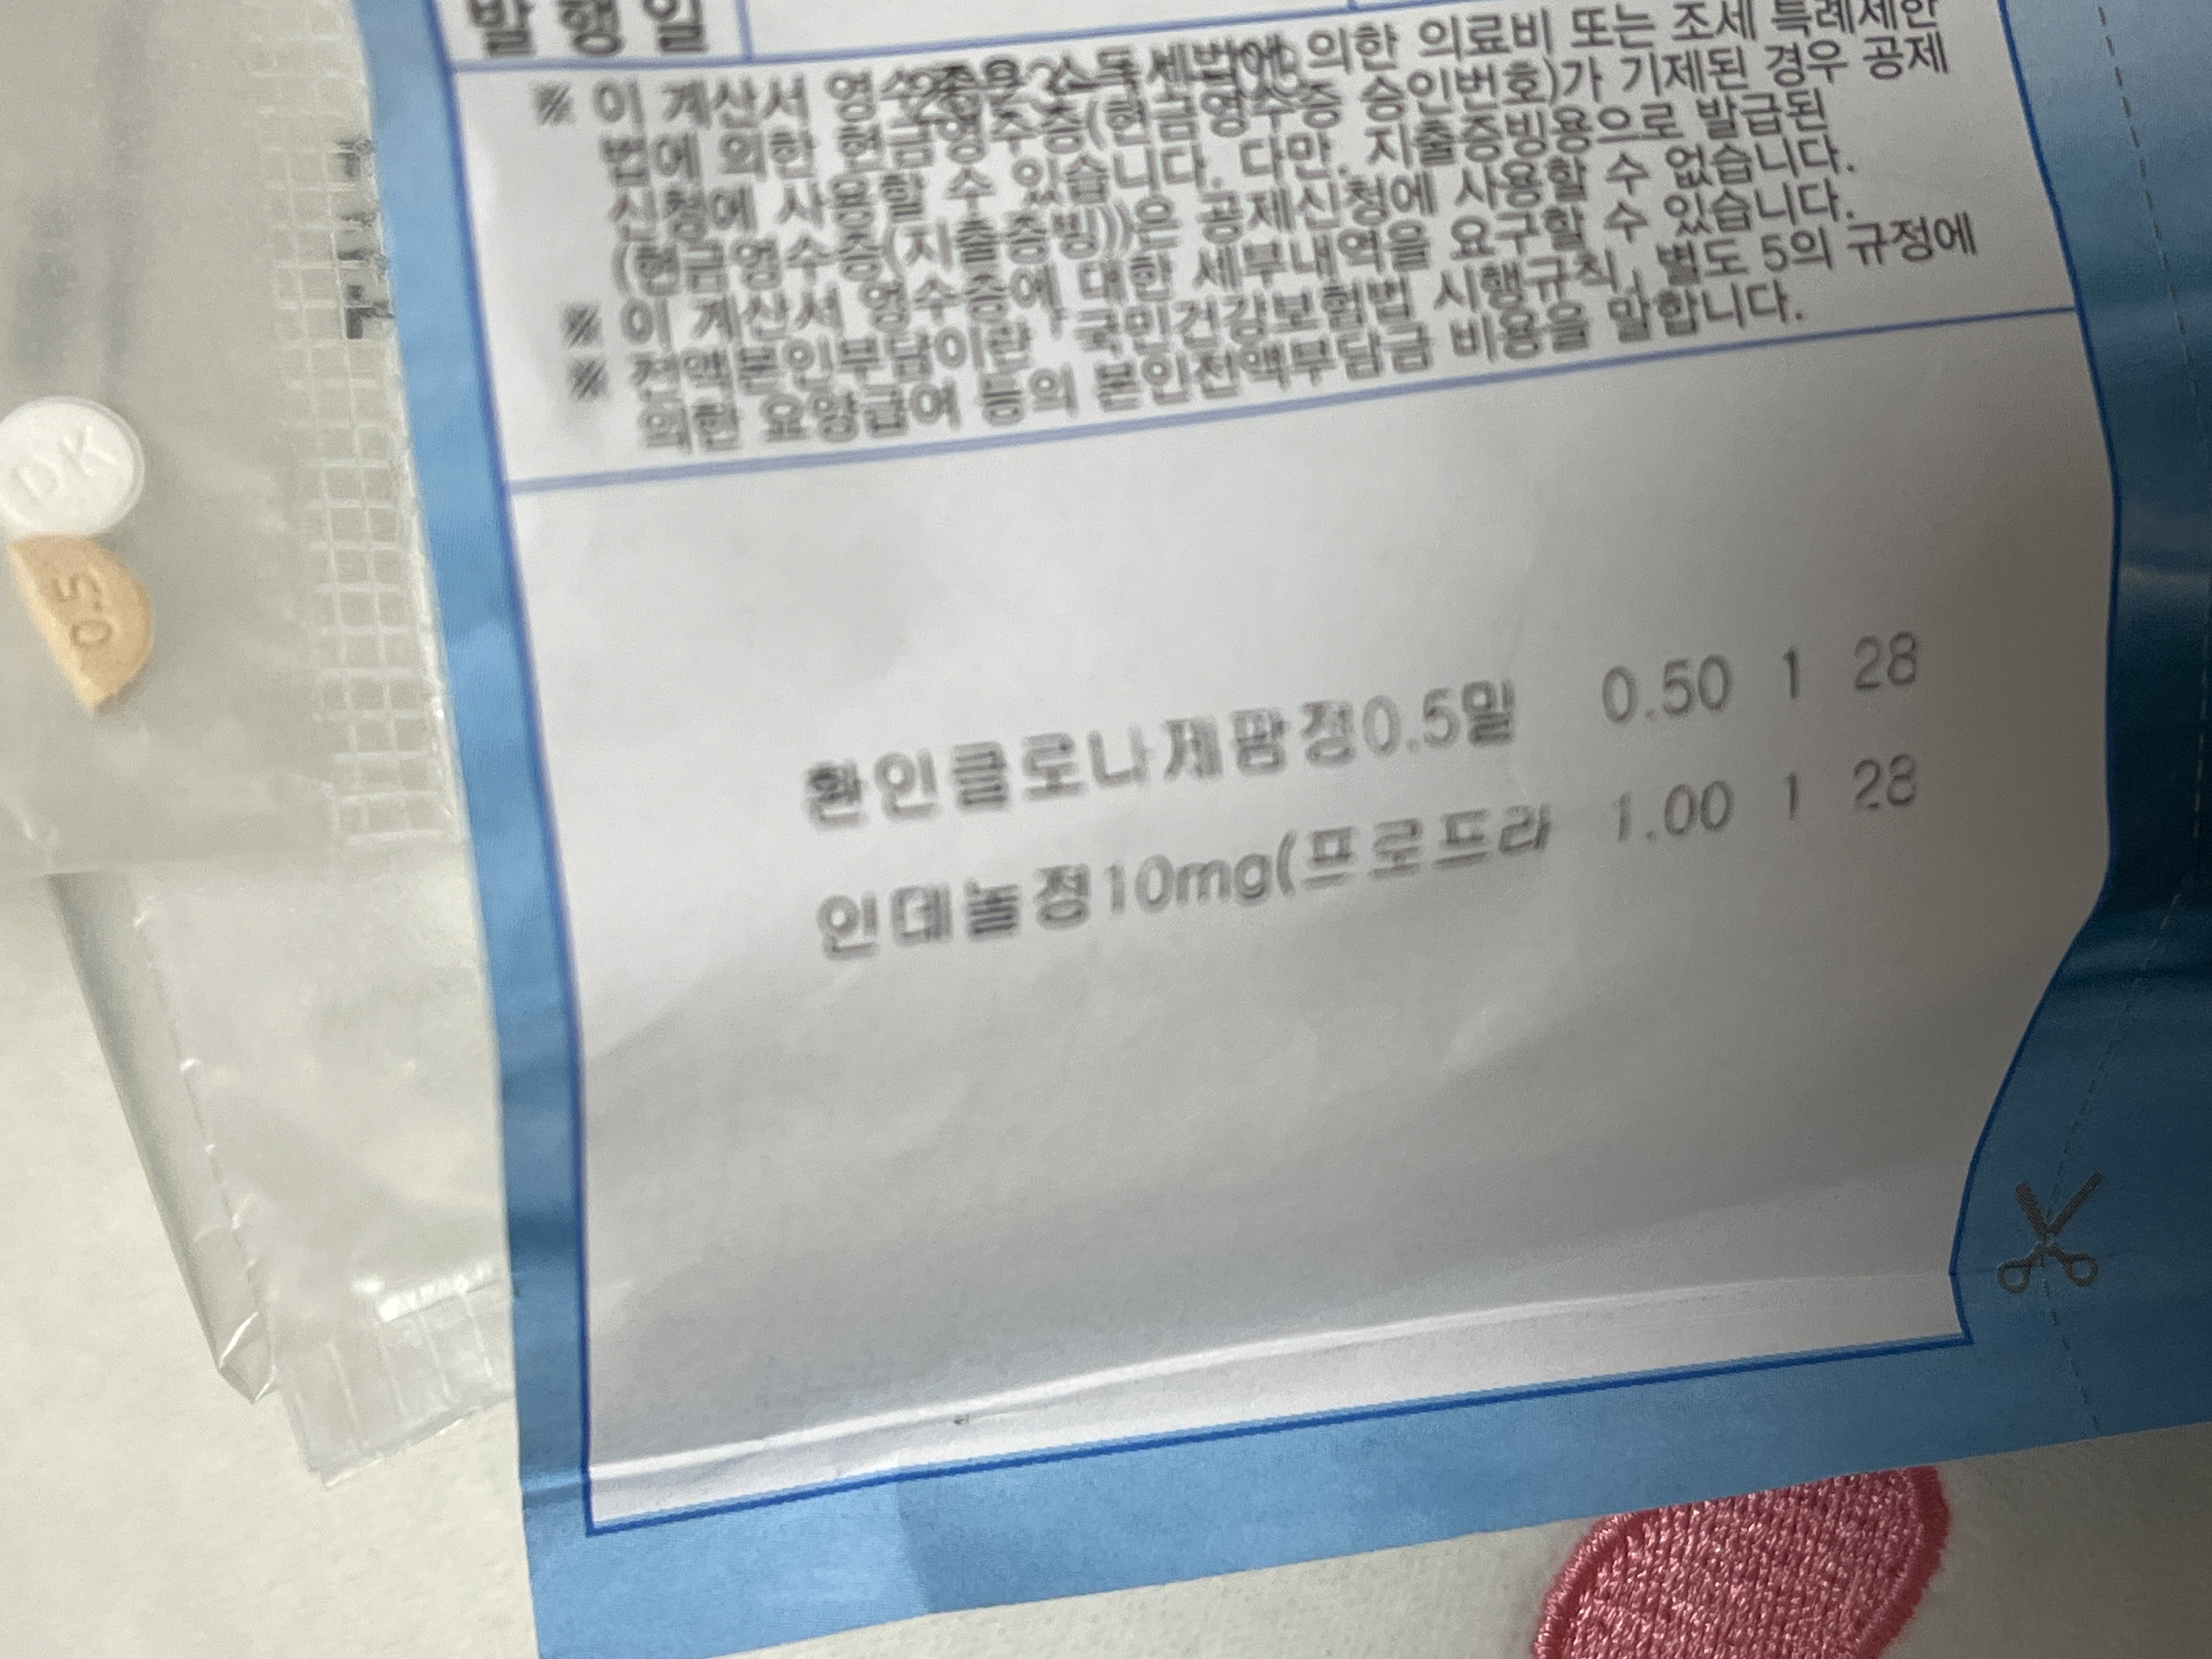 발 행 일
※ 이 계산서 영수증은 소득세법에 의한 의료비 또는 조세 특례제한
법에 의한 현금영수증(현금영수증 승인번호)가 기제된 경우 공제
신청에 사용할 수 있습니다. 다만, 지출증빙용으로 발급된
(현금영수증(지출증빙))은 공제신청에 사용할 수 없습니다.
※ 이 계산서 영수증에 대한 세부내역을 요구할 수 있습니다.
※ 전액본인부담이란 국민건강보험법 시행규칙」 별도 5의 규정에
의한 요양급여 등의 본인전액부담금 비용을 말합니다.
DK
0.5
환인클로나제팜정0.5밀 0.50 1 28
인데놀정10mg(프로프라 1.00 1 28